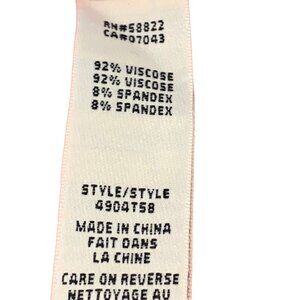 RN#58822
CA#07043
92% VISCOSE
92% VISCOSE
8% SPANDEX
8% SPANDEX
STYLE/STYLE
4904T58
MADE IN CHINA
FAIT DANS
LA CHINE
CARE ON REVERSE
NETTOYAGE AU